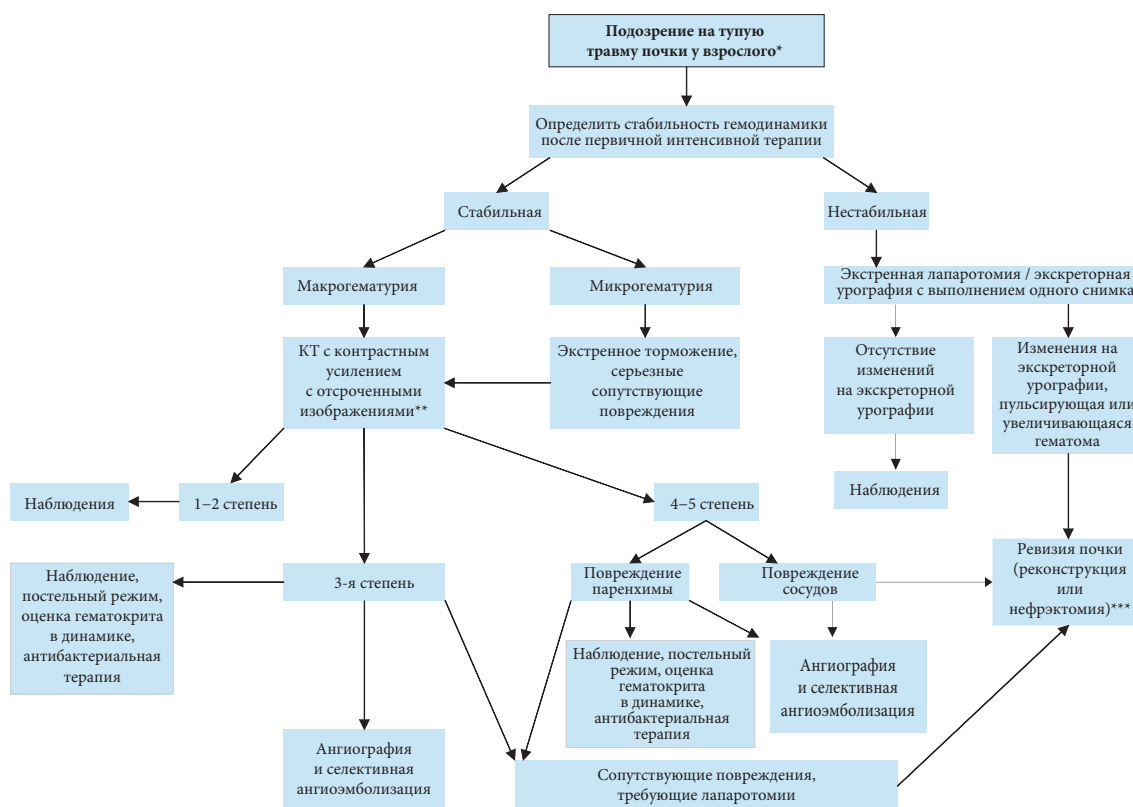 Подозрение на тупую
травму почки у взрослого*
Определить стабильность гемодинамики
после первичной интенсивной терапии
Стабильная
Нестабильная
Макрогематурия
Микрогематурия
Экстренная лапаротомия / экскреторная
урография с выполнением одного снимка
КТ с контрастным
усилением
с отсроченными
изображениями**
Экстренное торможение,
серьезные
сопутствующие
повреждения
Отсутствие
изменений
на экскреторной
урографии
Изменения на
экскреторной
урографии,
пульсирующая или
увеличивающаяся
гематома
Наблюдения
1−2 степень
4−5 степень
Наблюдения
Наблюдение,
постельный режим,
оценка гематокрита
в динамике,
антибактериальная
терапия
3-я степень
Повреждение
паренхимы
Повреждение
сосудов
Ревизия почки
(реконструкция
или
нефрэктомия)***
Наблюдение, постельный
режим, оценка
гематокрита
в динамике,
антибактериальная
терапия
Ангиография
и селективная
ангиоэмболизация
Ангиография
и селективная
ангиоэмболизация
Сопутствующие повреждения,
требующие лапаротомии